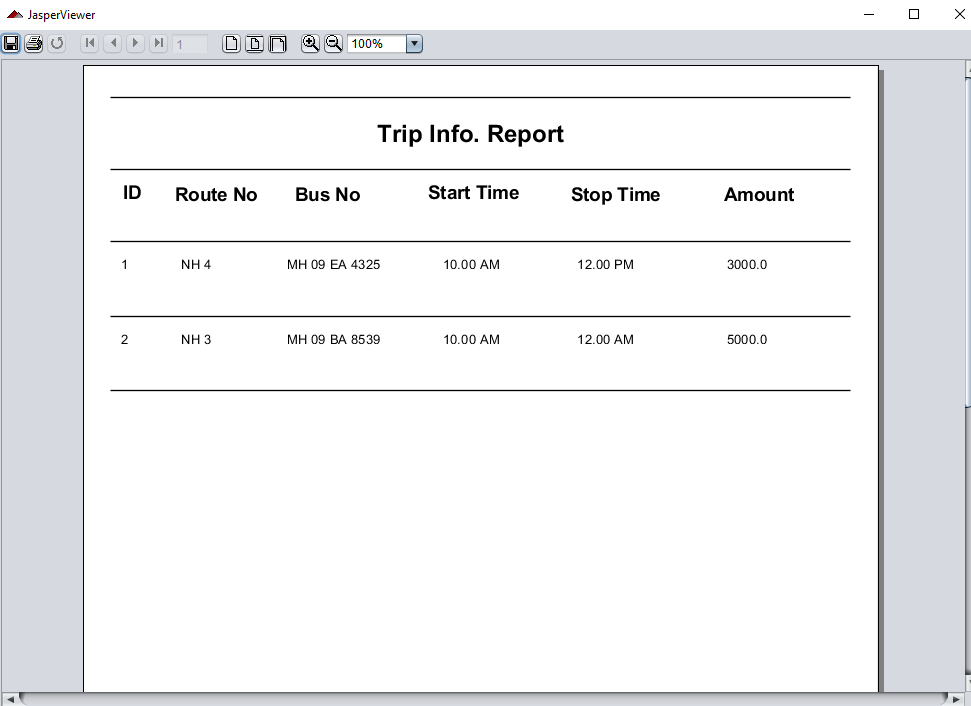 JasperViewer
1 100%
Trip Info. Report
ID Route No Bus No Start Time Stop Time Amount
1 NH 4 MH 09 EA 4325 10.00 AM 12.00 PM 3000.0
2 NH 3 MH 09 BA 8539 10.00 AM 12.00 AM 5000.0